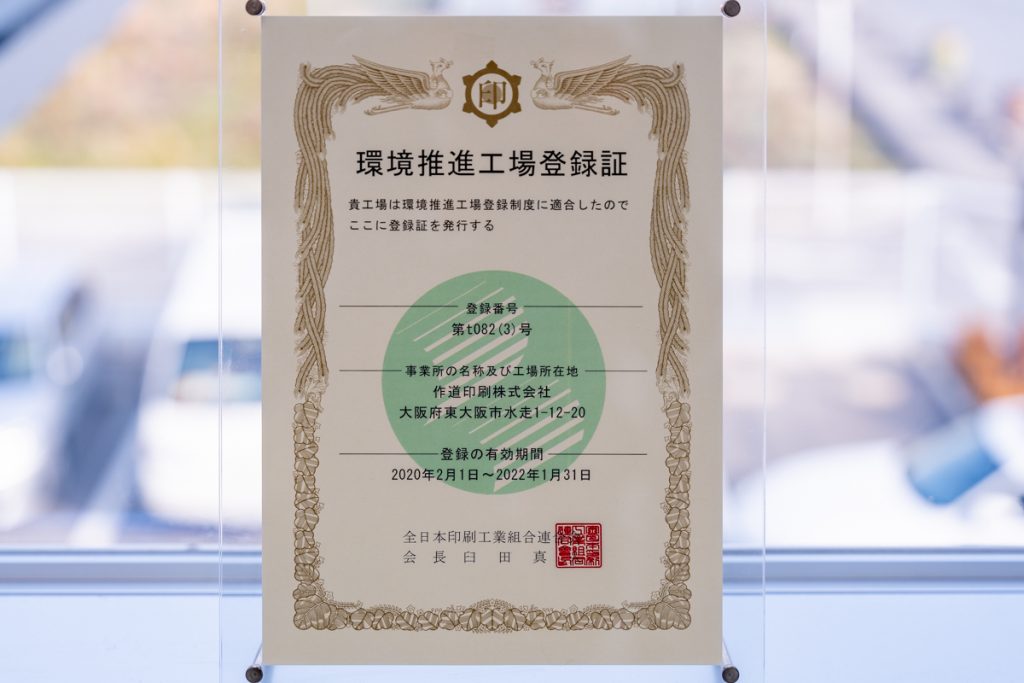 印
環境推進工場登録証
貴工場は環境推進工場登録制度に適合したので
ここに登録証を発行する
登録番号
第t082(3)号
事業所の名称及び工場所在地
作道印刷株式会社
大阪府東大阪市水走1-12-20
登録の有効期間
2020年2月1日～2022年1月31日
全日本印刷工業組合連合
会長臼田真